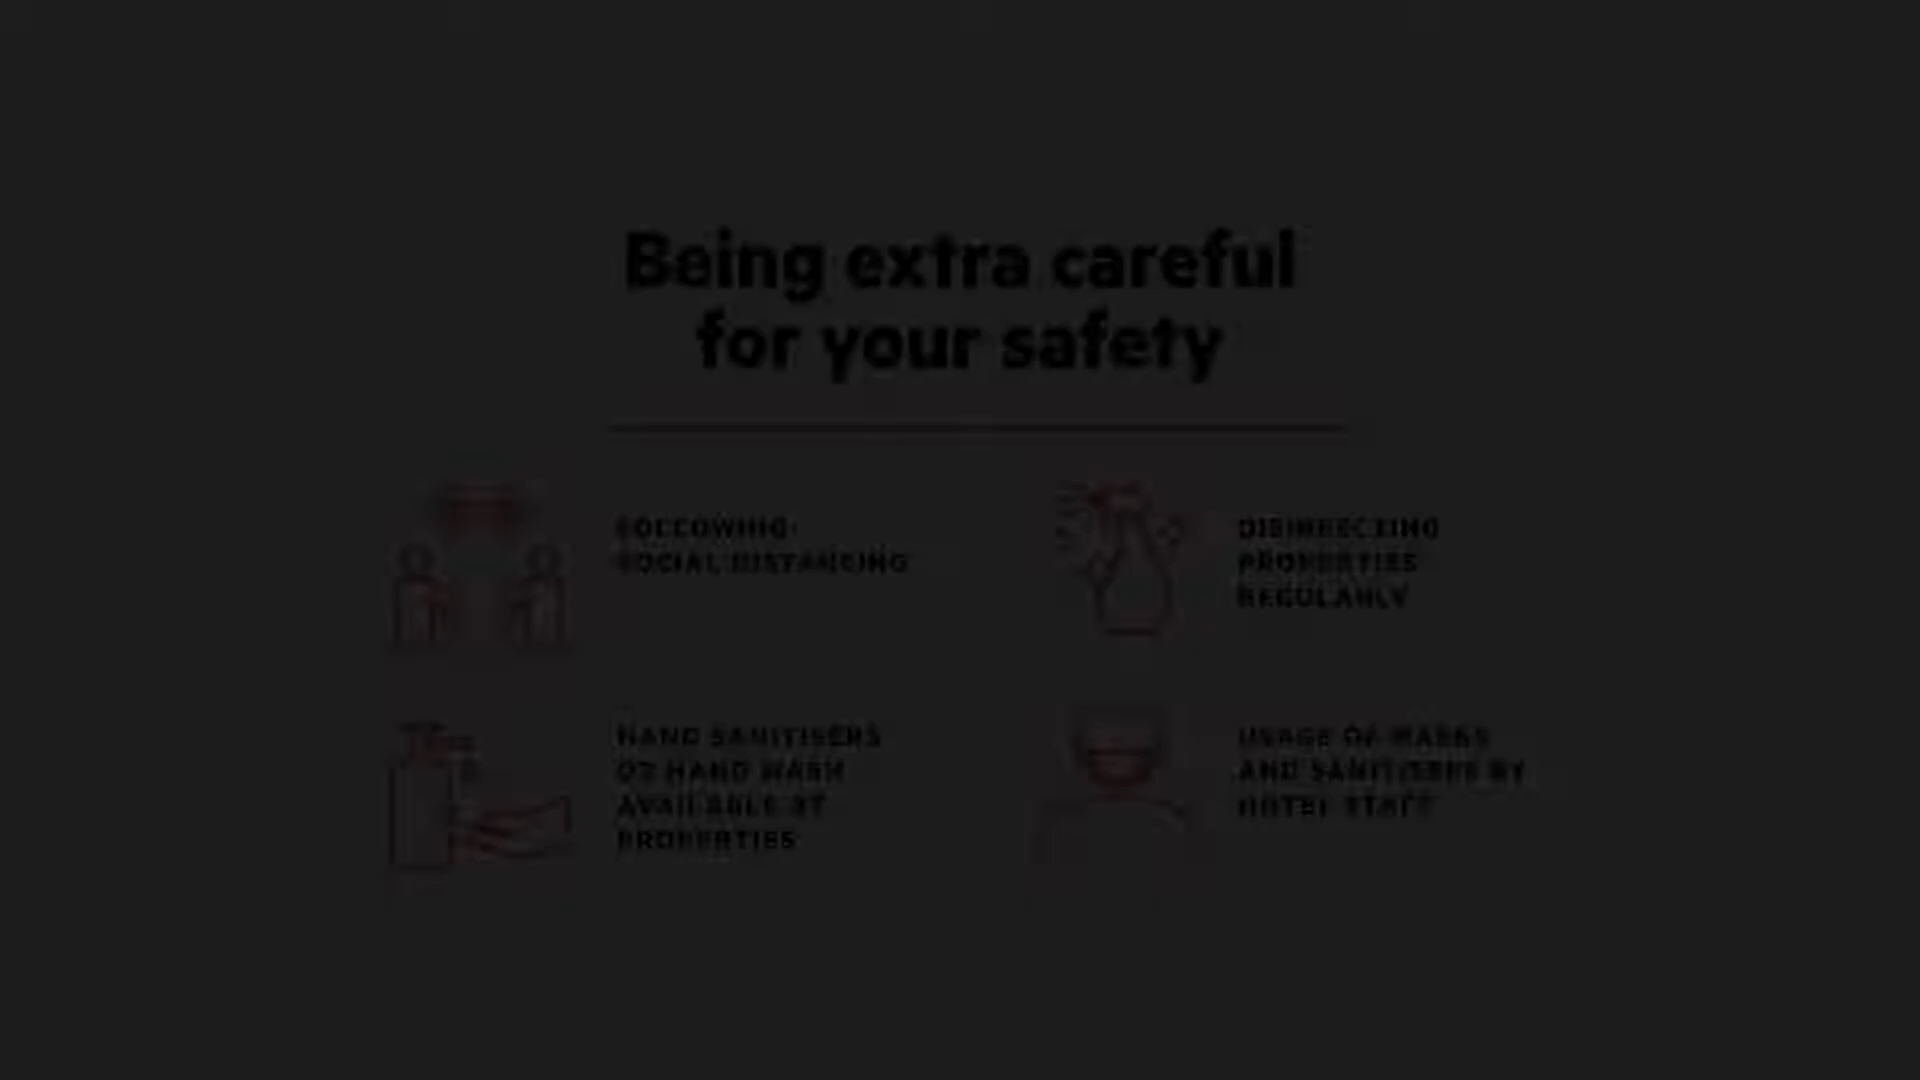 Being extra careful
for your safety
FOLLOWING
SOCIAL DISTANCING
DISINFECTING
PROPERTIES
REGULARLY
HAND SANITISERS
OR HAND WASH
AVAILABLE AT
PROPERTIES
USAGE OF MASKS
AND SANITISERS BY
HOTEL STAFF